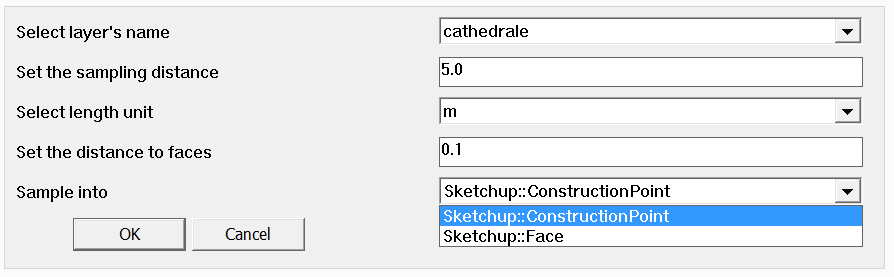 Select layer's name cathedrale
Set the sampling distance 5.0
Select length unit m
Set the distance to faces 0.1
Sample into Sketchup::ConstructionPoint
Sketchup::ConstructionPoint
Sketchup::Face
OK Cancel